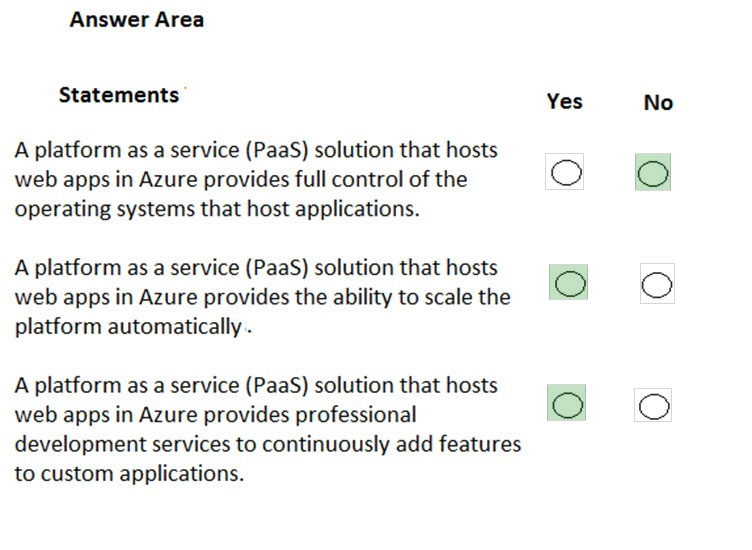 Answer Area
Statements
Yes No
A platform as a service (PaaS) solution that hosts
web apps in Azure provides full control of the
operating systems that host applications.
A platform as a service (PaaS) solution that hosts
web apps in Azure provides the ability to scale the
platform automatically.
A platform as a service (PaaS) solution that hosts
web apps in Azure provides professional
development services to continuously add features
to custom applications.